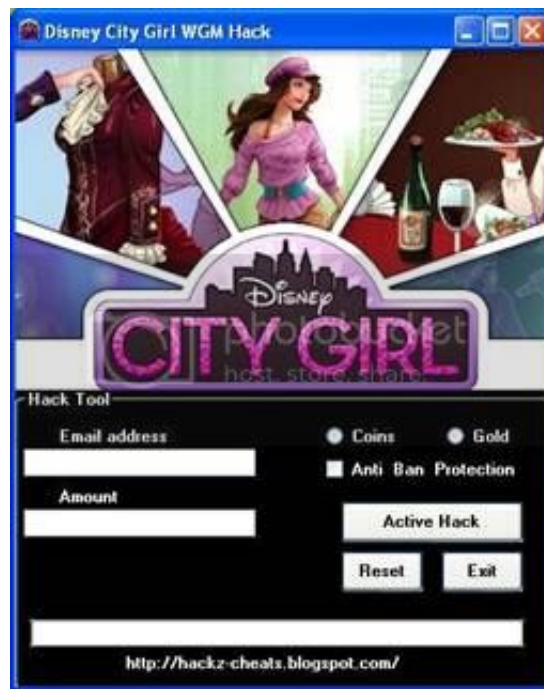 Disney City Girl WGM Hack
Disney
CITY GIRL
photobucket
host. store. share.
Hack Tool
Email address
Coins
Gold
Anti Ban Protection
Amount
Active Hack
Reset
Exit
http://hackz-cheats.blogspot.com/